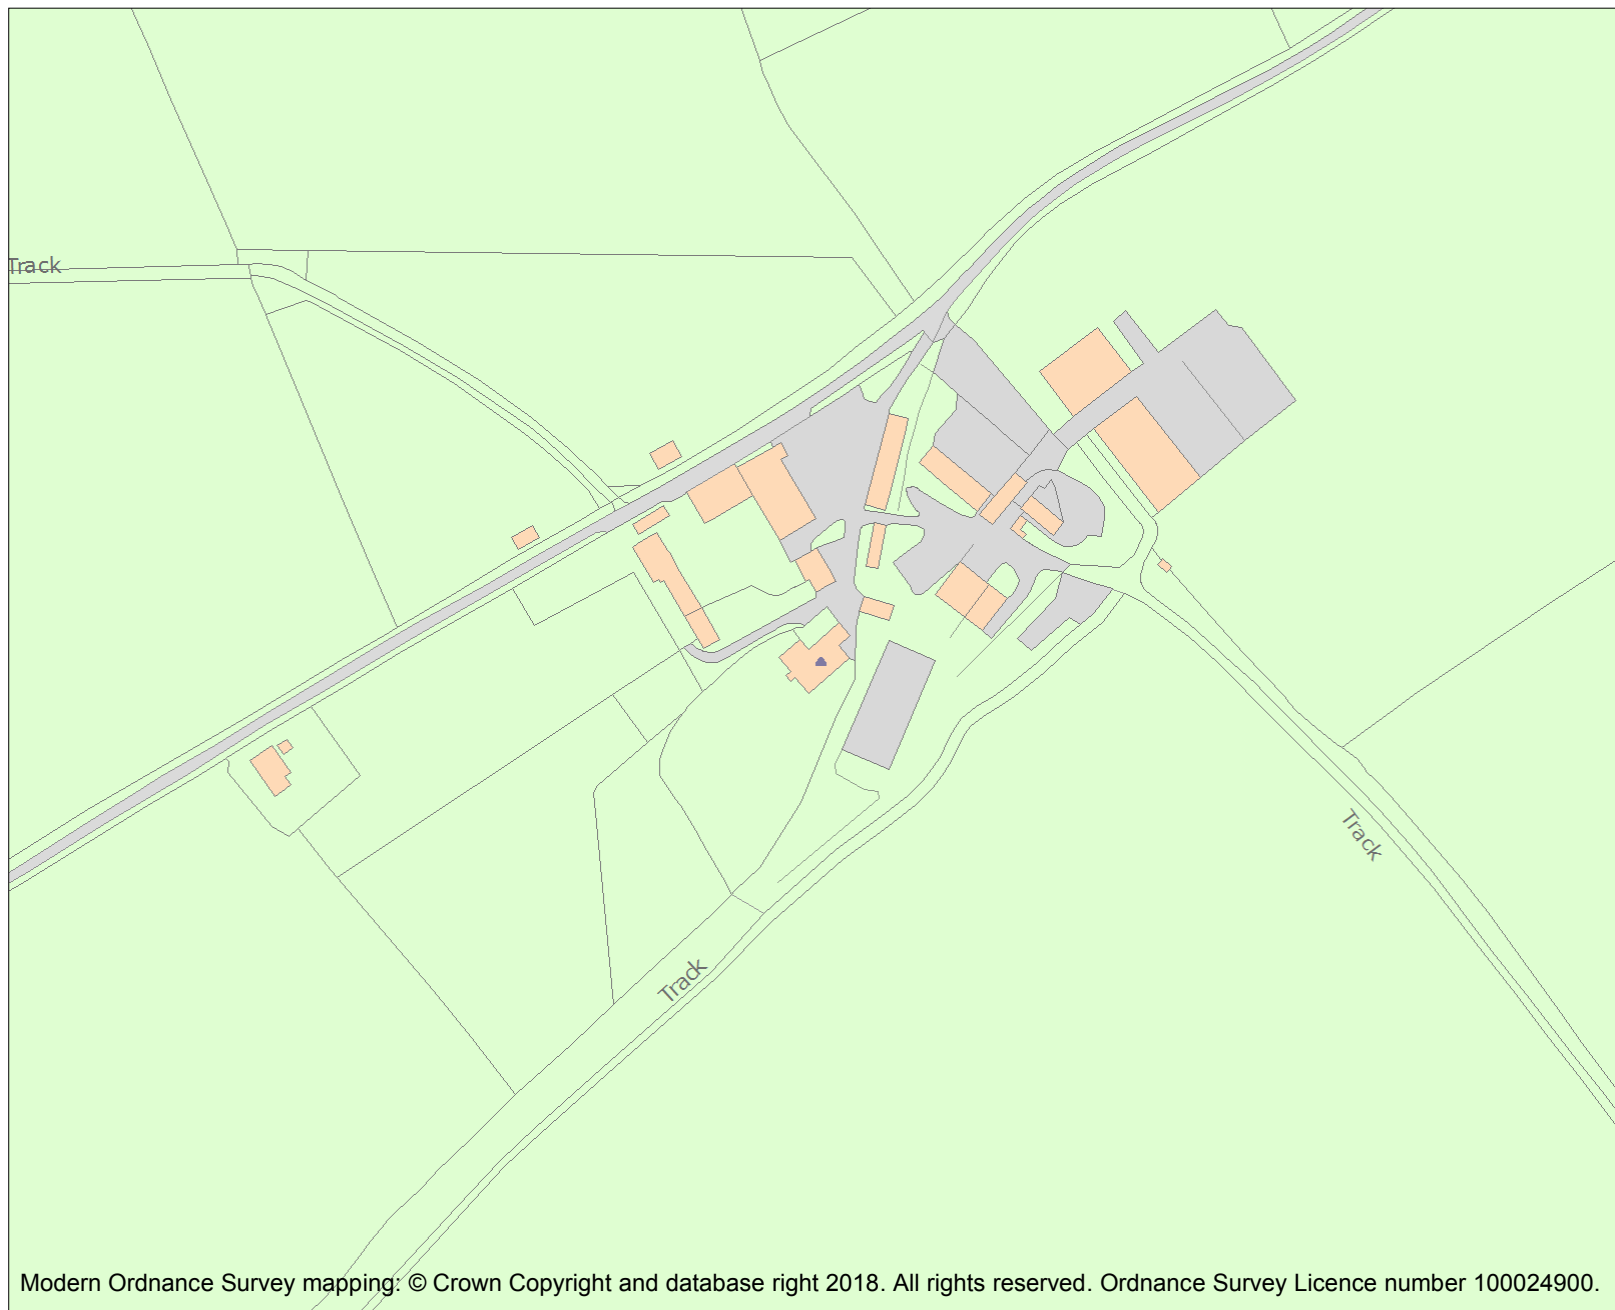 Track
Track
Track
Modern Ordnance Survey mapping: © Crown Copyright and database right 2018. All rights reserved. Ordnance Survey Licence number 100024900.